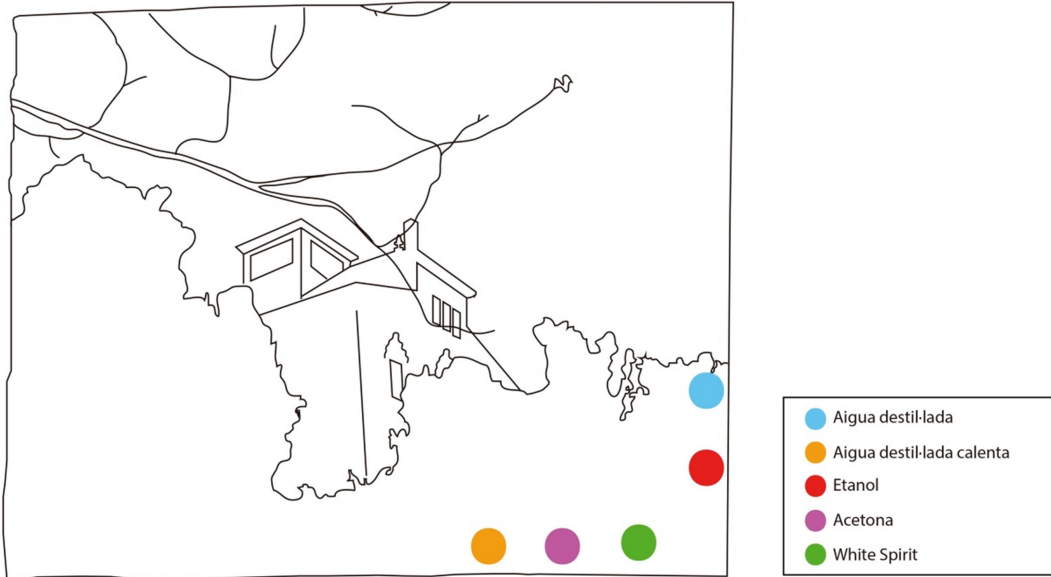 Aigua destil·lada
Aigua destil·lada calenta
Etanol
Acetona
White Spirit